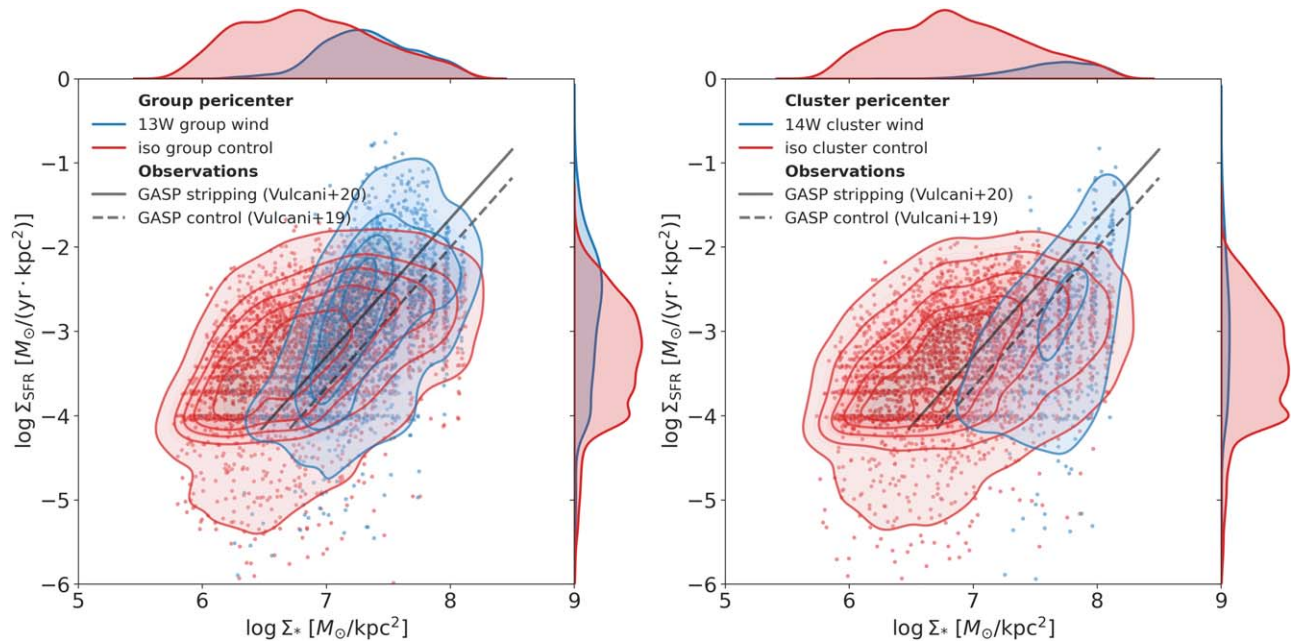 0
−1
−2
−3
−4
−5
−6
log Σ_SFR [M⊙/(yr · kpc²)]
Group pericenter
13W group wind
iso group control
Observations
GASP stripping (Vulcani+20)
GASP control (Vulcani+19)
5
6
7
8
9
log Σ* [M⊙/kpc²]
0
−1
−2
−3
−4
−5
−6
log Σ_SFR [M⊙/(yr · kpc²)]
Cluster pericenter
14W cluster wind
iso cluster control
Observations
GASP stripping (Vulcani+20)
GASP control (Vulcani+19)
5
6
7
8
9
log Σ* [M⊙/kpc²]